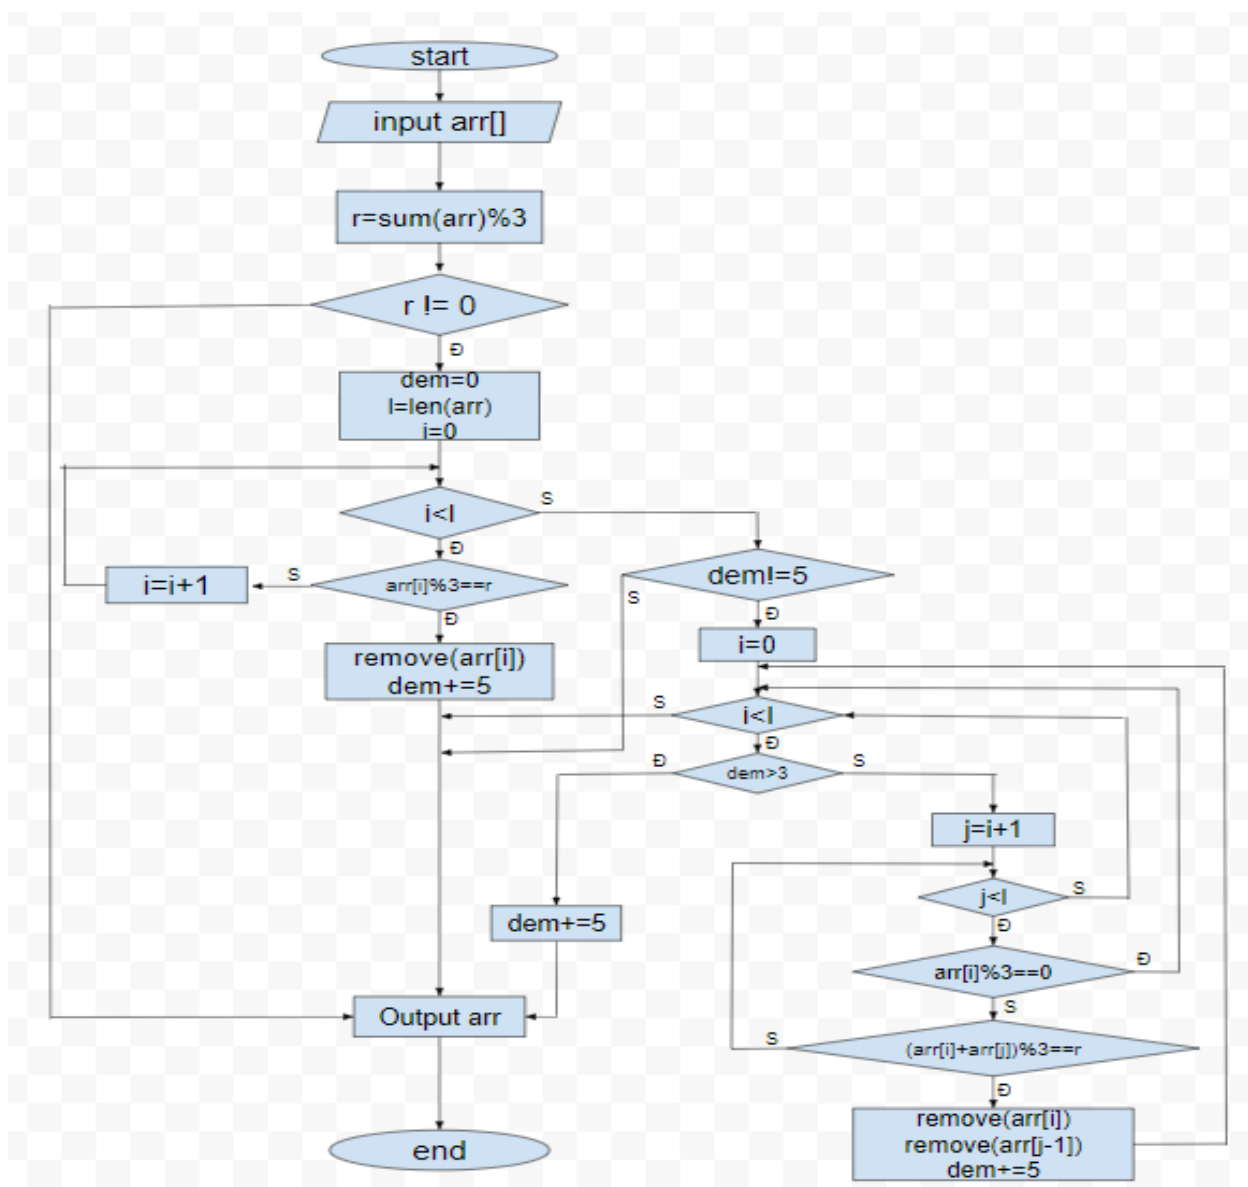 start
input arr[]
r=sum(arr)%3
r != 0
Đ
dem=0
l=len(arr)
i=0
i<l
S
Đ
arr[i]%3==r
S
i=i+1
Đ
remove(arr[i])
dem+=5
dem!=5
S
Đ
i=0
i<l
S
Đ
dem>3
Đ
S
j=i+1
j<l
S
Đ
dem+=5
arr[i]%3==0
Đ
S
(arr[i]+arr[j])%3==r
S
Đ
remove(arr[i])
remove(arr[j-1])
dem+=5
Output arr
end